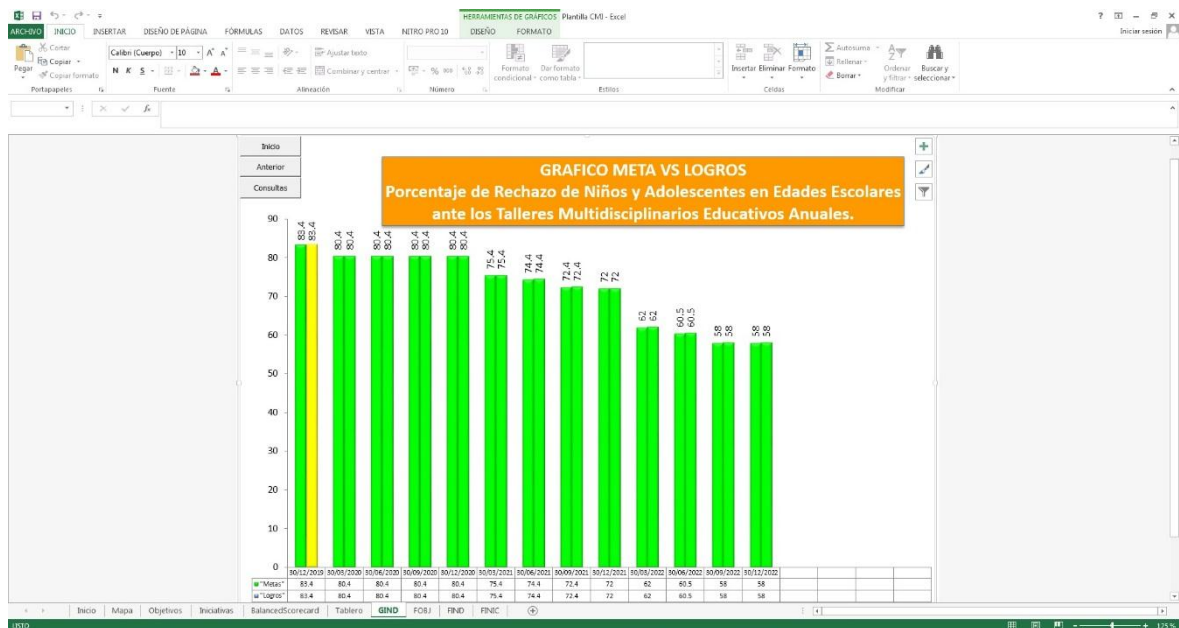 HERRAMIENTAS DE GRÁFICOS Plantilla CMI - Excel
ARCHIVO INICIO INSERTAR DISEÑO DE PÁGINA FÓRMULAS DATOS REVISAR VISTA NITRO PRO 10 DISEÑO FORMATO Iniciar sesión
Cortar
Copiar
Copiar formato
Pegar
Portapapeles
Calibri (Cuerpo) 10
N K S
Fuente
Ajustar texto
Combinar y centrar
Alineación
% 000
Número
Formato condicional
Dar formato como tabla
Estilos
Insertar Eliminar Formato
Celdas
Autosuma
Rellenar
Borrar
Ordenar y filtrar
Buscar y seleccionar
Modificar
fx
Inicio
Anterior
Consultas
GRAFICO META VS LOGROS
Porcentaje de Rechazo de Niños y Adolescentes en Edades Escolares
ante los Talleres Multidisciplinarios Educativos Anuales.
90
80
70
60
50
40
30
20
10
0
83.4 83.4 80.4 80.4 80.4 80.4 80.4 80.4 80.4 80.4 75.4 75.4 74.4 74.4 72.4 72.4 72 72 62 62 60.5 60.5 58 58 58 58
30/12/2019 30/03/2020 30/06/2020 30/09/2020 30/12/2020 30/03/2021 30/06/2021 30/09/2021 30/12/2021 30/03/2022 30/06/2022 30/09/2022 30/12/2022
"Metas" 83.4 80.4 80.4 80.4 80.4 75.4 74.4 72.4 72 62 60.5 58 58
"Logros" 83.4 80.4 80.4 80.4 80.4 75.4 74.4 72.4 72 62 60.5 58 58
Inicio Mapa Objetivos Iniciativas BalancedScorecard Tablero GIND FOBJ FIND FINIC
LISTO 125 %